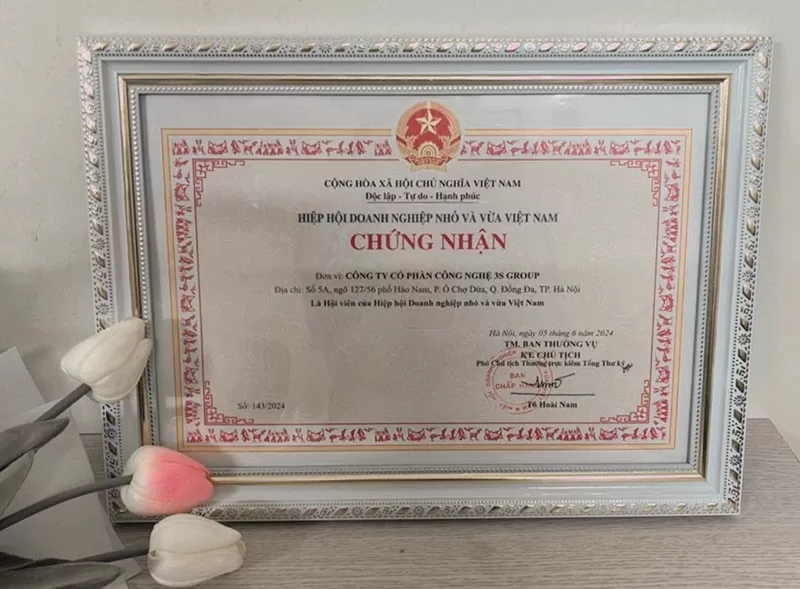 CỘNG HÒA XÃ HỘI CHỦ NGHĨA VIỆT NAM
Độc lập - Tự do - Hạnh phúc
HIỆP HỘI DOANH NGHIỆP NHỎ VÀ VỪA VIỆT NAM
CHỨNG NHẬN
Đơn vị: CÔNG TY CỔ PHẦN CÔNG NGHỆ 3S GROUP
Địa chỉ: Số 5A, ngõ 127/56 phố Hào Nam, P. Ô Chợ Dừa, Q. Đống Đa, TP. Hà Nội
Là Hội viên của Hiệp hội Doanh nghiệp nhỏ và vừa Việt Nam
Hà Nội, ngày 05 tháng 6 năm 2024
TM. BAN THƯỜNG VỤ
KT. CHỦ TỊCH
Phó Chủ tịch Thường trực kiêm Tổng Thư ký
BAN
CHẤP HÀNH
Tô Hoài Nam
Số: 143/2024